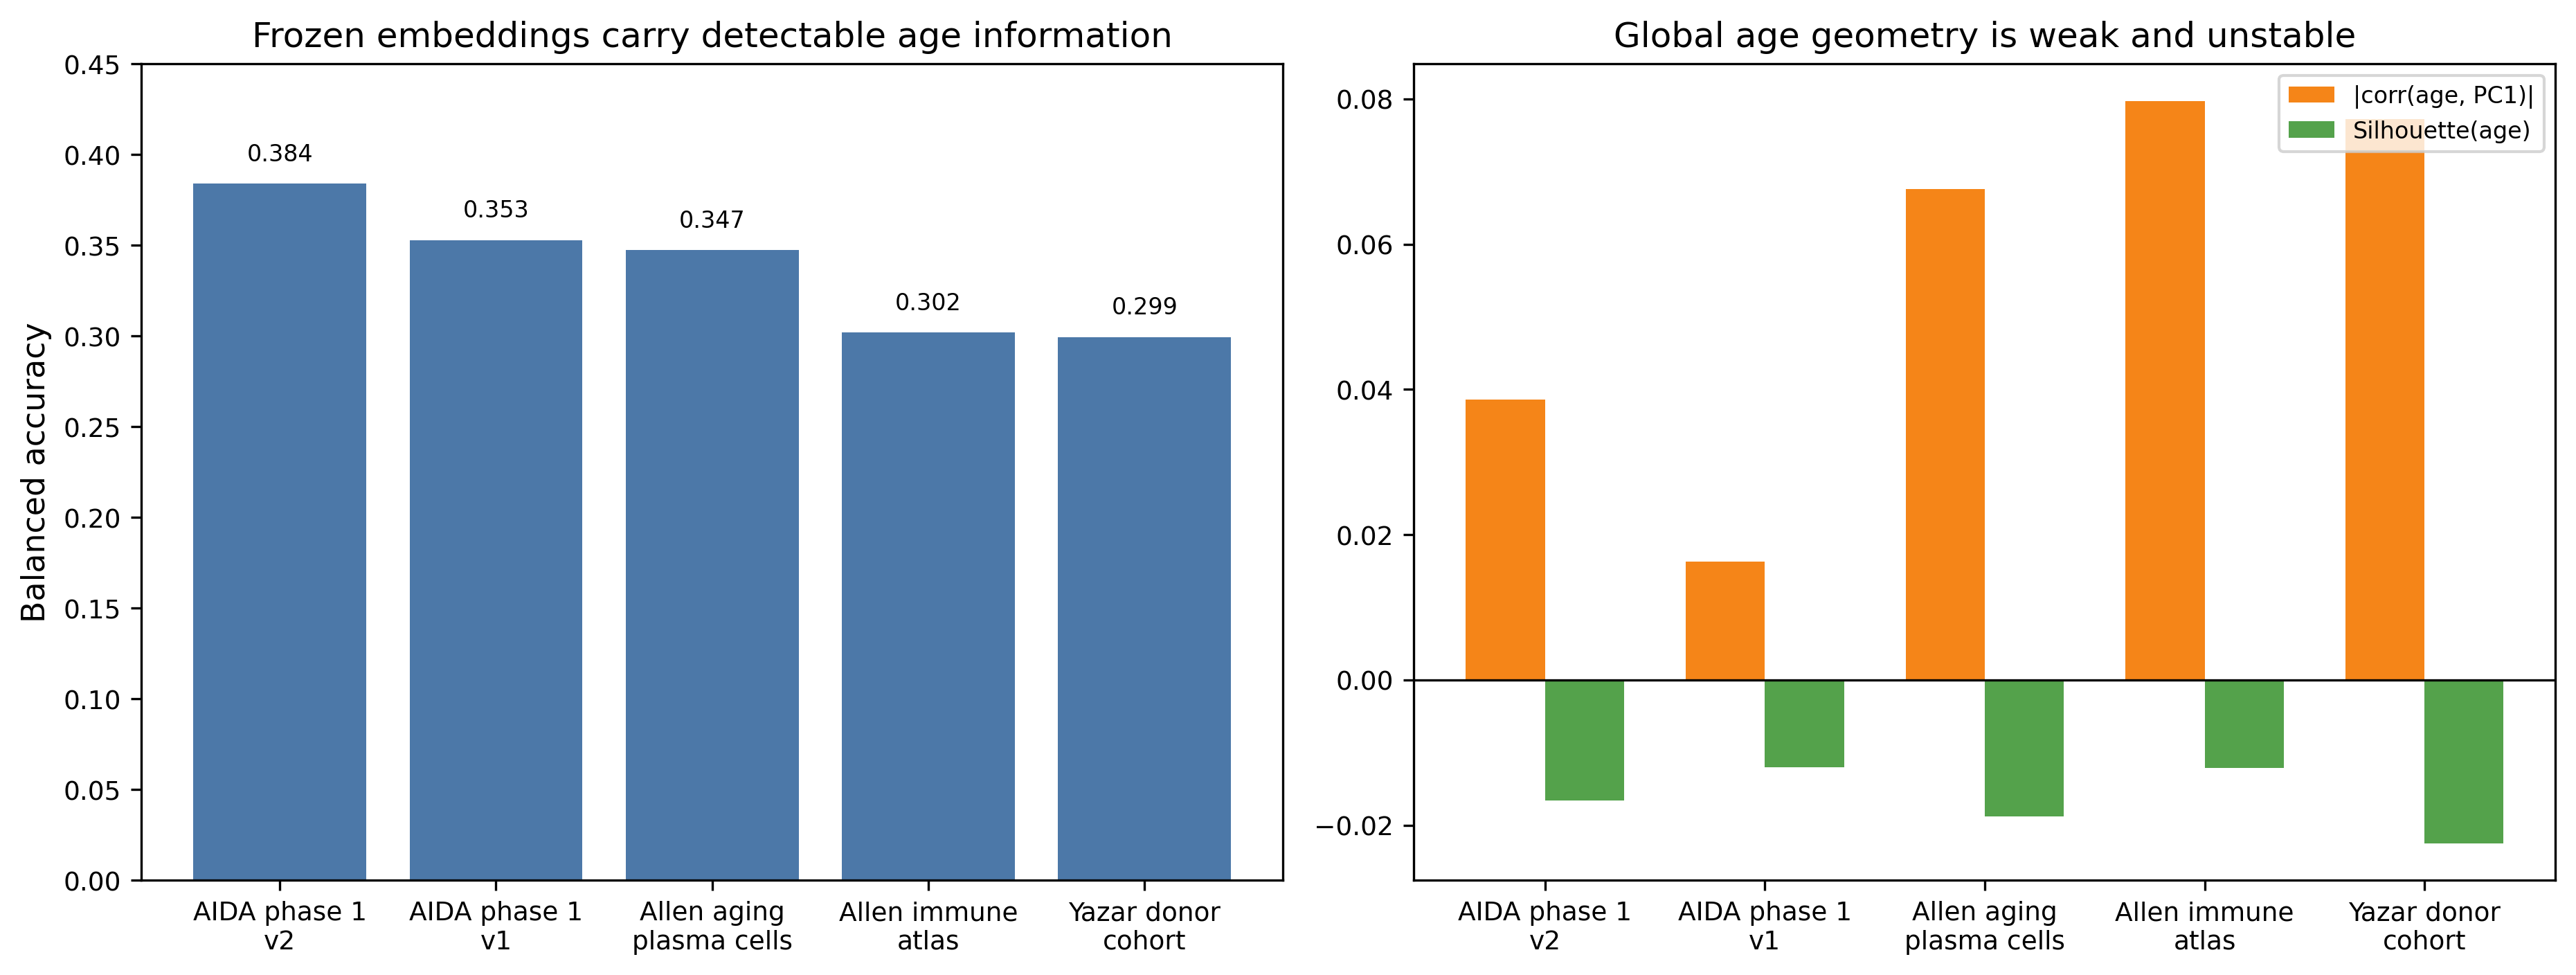 Frozen embeddings carry detectable age information
Balanced accuracy
0.45
0.40
0.35
0.30
0.25
0.20
0.15
0.10
0.05
0.00
0.384
0.353
0.347
0.302
0.299
AIDA phase 1
v2
AIDA phase 1
v1
Allen aging
plasma cells
Allen immune
atlas
Yazar donor
cohort
Global age geometry is weak and unstable
0.08
0.06
0.04
0.02
0.00
−0.02
|corr(age, PC1)|
Silhouette(age)
AIDA phase 1
v2
AIDA phase 1
v1
Allen aging
plasma cells
Allen immune
atlas
Yazar donor
cohort